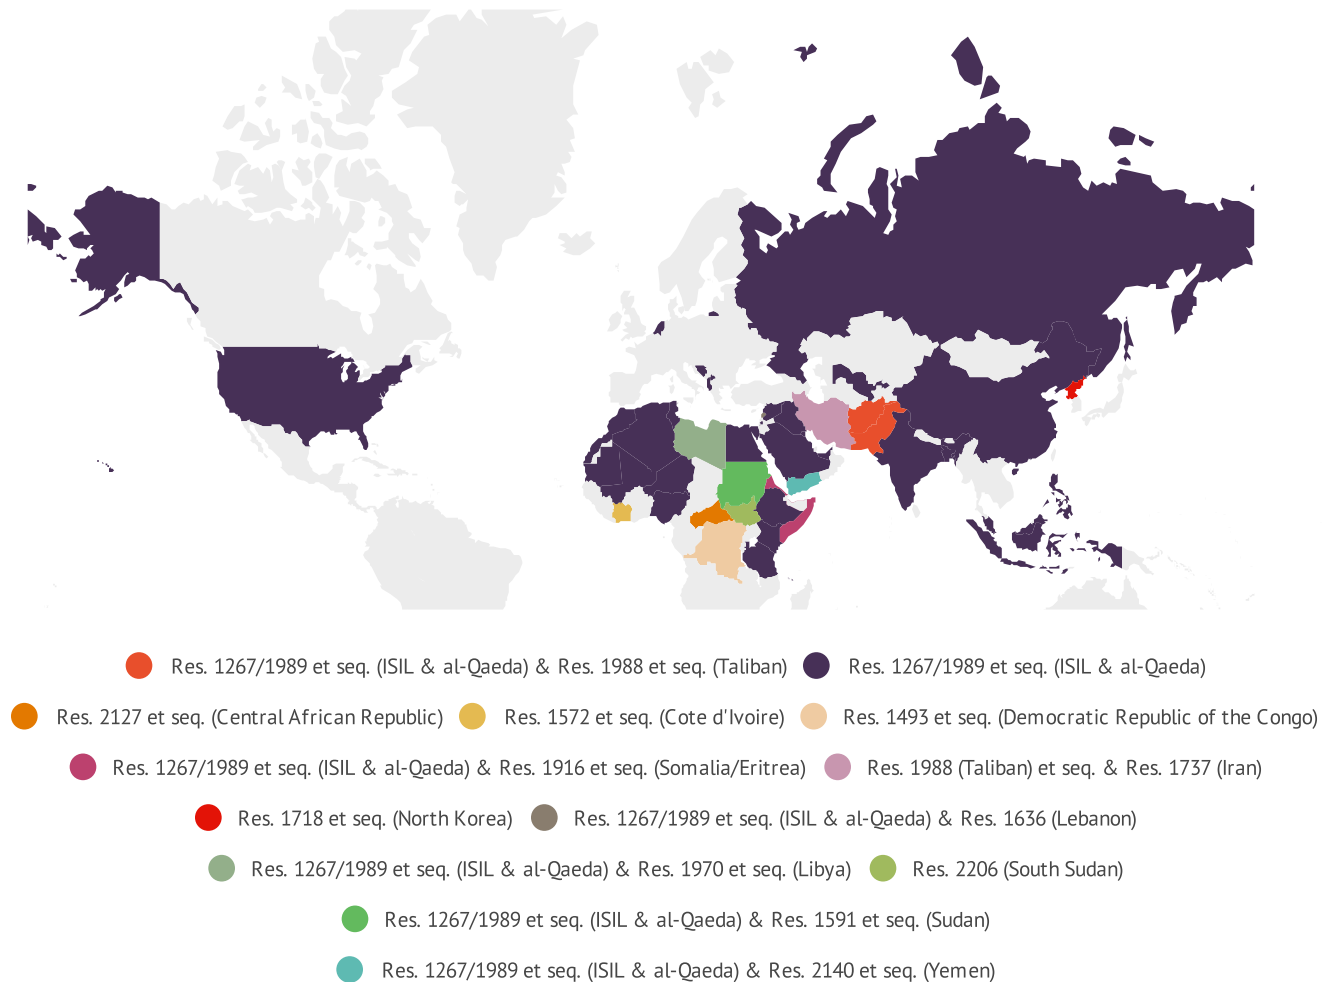 Res. 1267/1989 et seq. (ISIL & al-Qaeda) & Res. 1988 et seq. (Taliban) Res. 1267/1989 et seq. (ISIL & al-Qaeda)
Res. 2127 et seq. (Central African Republic) Res. 1572 et seq. (Cote d'Ivoire) Res. 1493 et seq. (Democratic Republic of the Congo)
Res. 1267/1989 et seq. (ISIL & al-Qaeda) & Res. 1916 et seq. (Somalia/Eritrea) Res. 1988 (Taliban) et seq. & Res. 1737 (Iran)
Res. 1718 et seq. (North Korea) Res. 1267/1989 et seq. (ISIL & al-Qaeda) & Res. 1636 (Lebanon)
Res. 1267/1989 et seq. (ISIL & al-Qaeda) & Res. 1970 et seq. (Libya) Res. 2206 (South Sudan)
Res. 1267/1989 et seq. (ISIL & al-Qaeda) & Res. 1591 et seq. (Sudan)
Res. 1267/1989 et seq. (ISIL & al-Qaeda) & Res. 2140 et seq. (Yemen)